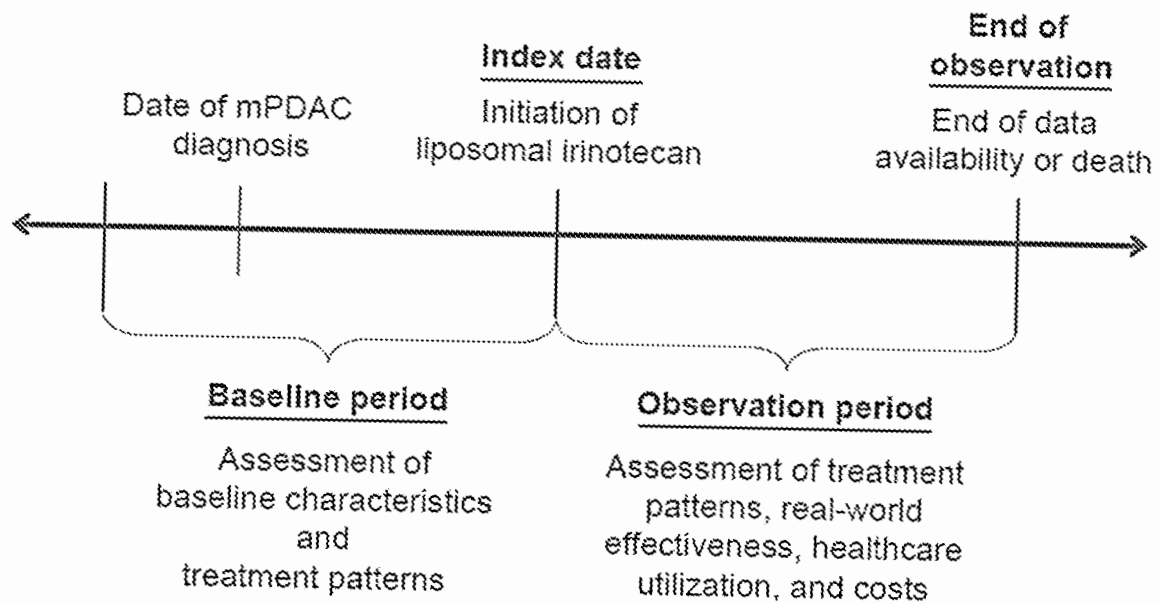 Date of mPDAC
diagnosis
Index date
Initiation of
liposomal irinotecan
End of
observation
End of data
availability or death
Baseline period
Assessment of
baseline characteristics
and
treatment patterns
Observation period
Assessment of treatment
patterns, real-world
effectiveness, healthcare
utilization, and costs